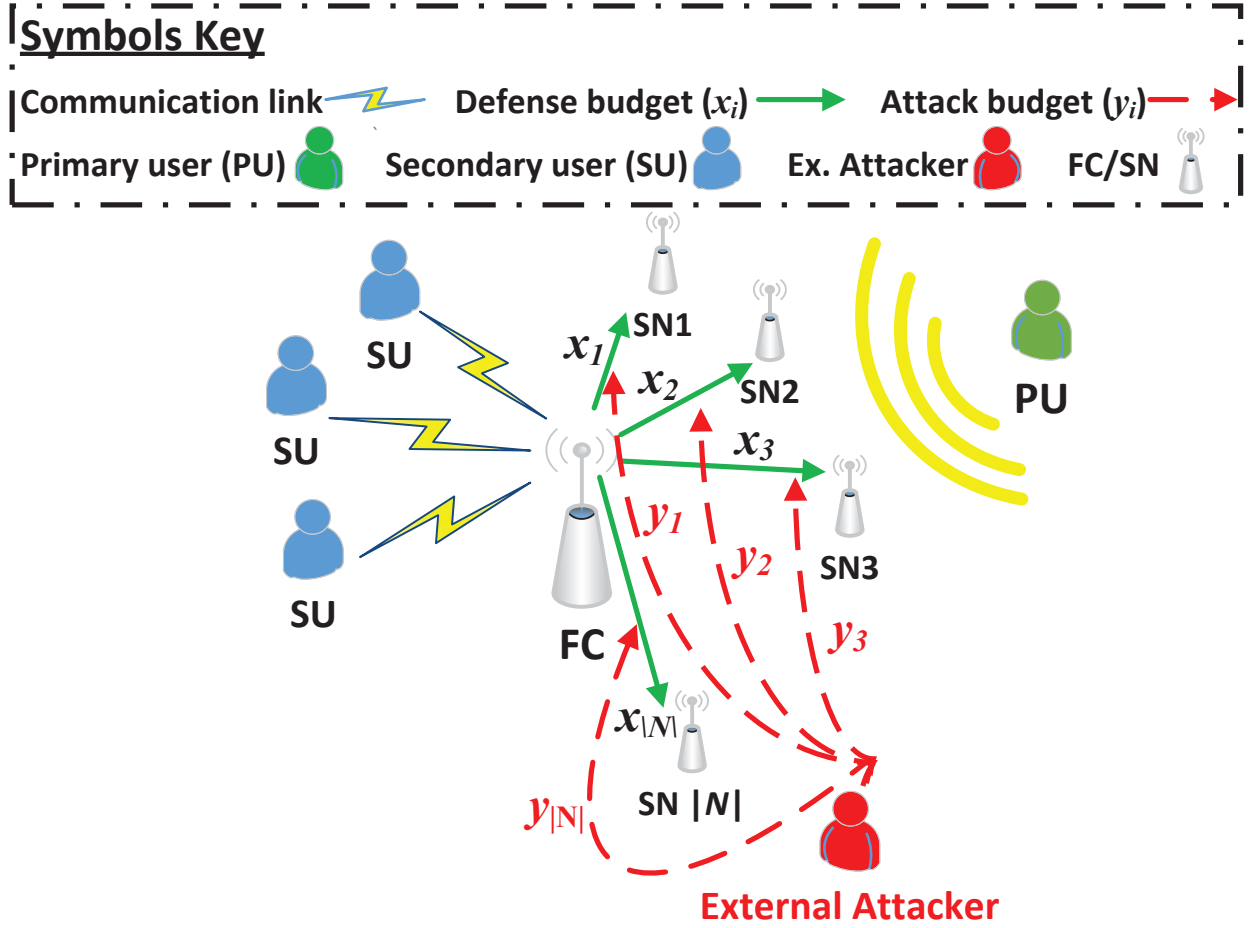 Symbols Key
Communication link Defense budget (xi) Attack budget (yi)
Primary user (PU) Secondary user (SU) Ex. Attacker FC/SN
SU
SN1
x1
SU
x2
SN2
PU
x3
SU
y1
y2
SN3
FC
y3
x|N|
SN |N|
y|N|
External Attacker